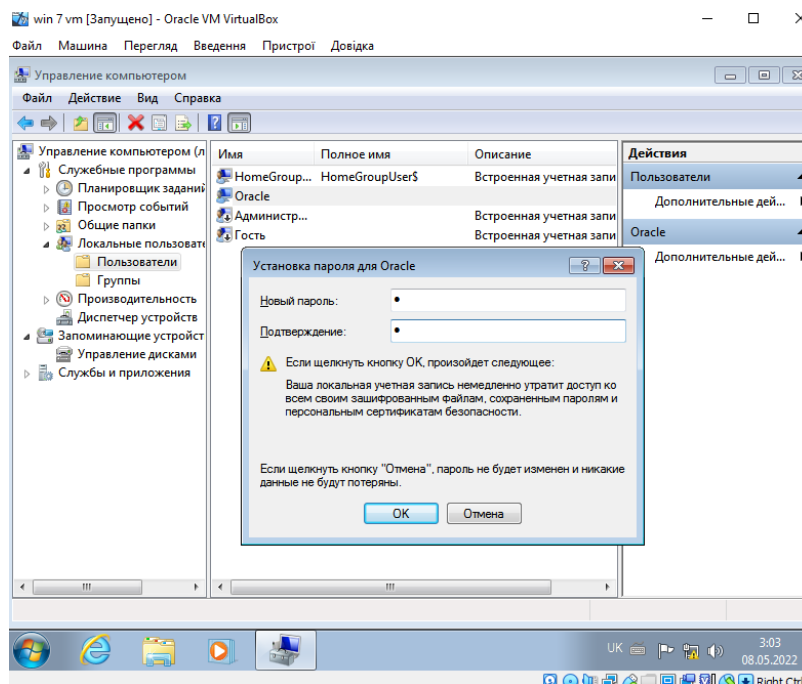 win 7 vm [Запущено] - Oracle VM VirtualBox
Файл Машина Перегляд Введення Пристрої Довідка
Управление компьютером
Файл Действие Вид Справка
Управление компьютером (л
Служебные программы
Планировщик заданий
Просмотр событий
Общие папки
Локальные пользовате
Пользователи
Группы
Производительность
Диспетчер устройств
Запоминающие устройст
Управление дисками
Службы и приложения
Имя Полное имя Описание
HomeGroup... HomeGroupUser$ Встроенная учетная запи
Oracle
Администр... Встроенная учетная запи
Гость Встроенная учетная запи
Действия
Пользователи
Дополнительные дей...
Oracle
Дополнительные дей...
Установка пароля для Oracle
Новый пароль:
Подтверждение:
Если щелкнуть кнопку OK, произойдет следующее:
Ваша локальная учетная запись немедленно утратит доступ ко
всем своим зашифрованным файлам, сохраненным паролям и
персональным сертификатам безопасности.
Если щелкнуть кнопку "Отмена", пароль не будет изменен и никакие
данные не будут потеряны.
OK Отмена
UK
3:03
08.05.2022
Right Ctrl